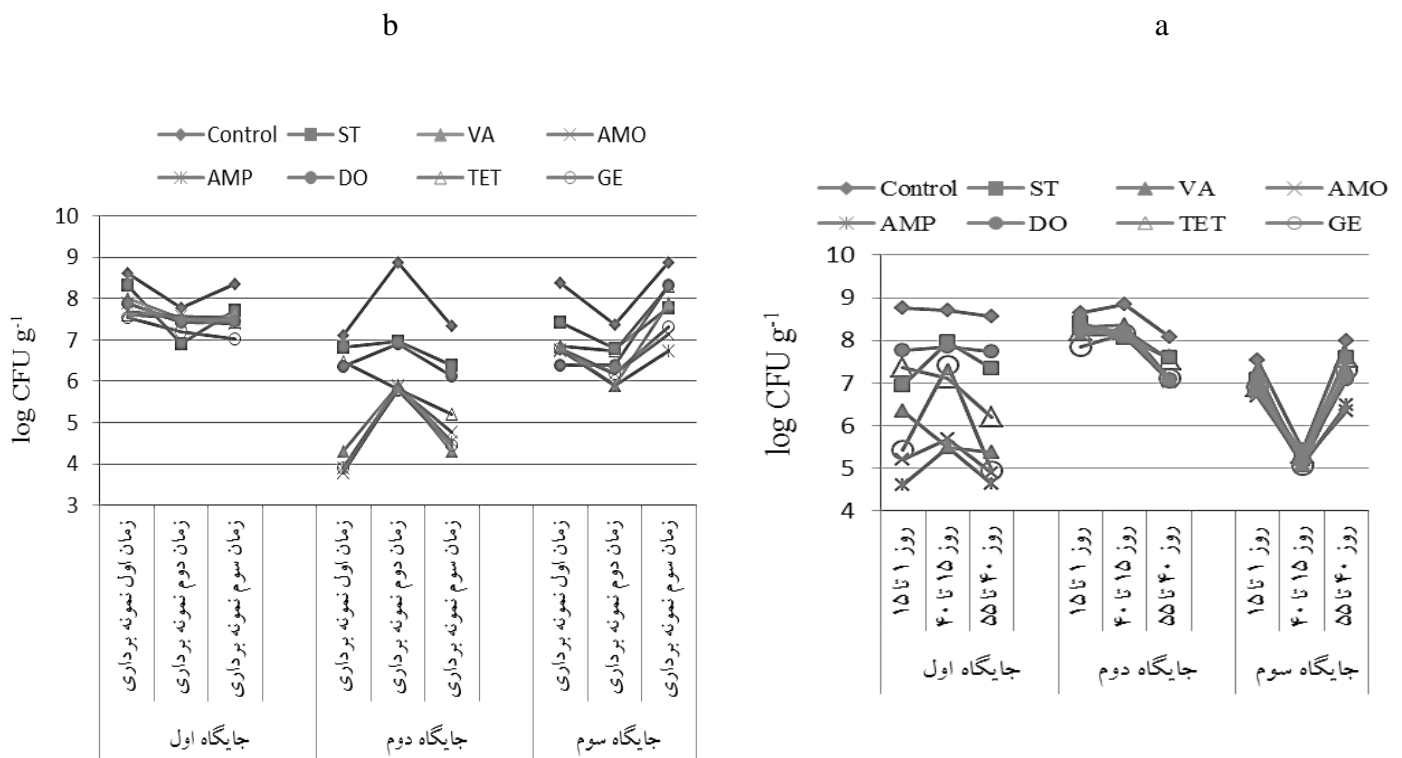 b
a
Control ST VA AMO
AMP DO TET GE
log CFU g-1
10
9
8
7
6
5
4
3
زمان اول نمونه برداری
زمان دوم نمونه برداری
زمان سوم نمونه برداری
زمان اول نمونه برداری
زمان دوم نمونه برداری
زمان سوم نمونه برداری
زمان اول نمونه برداری
زمان دوم نمونه برداری
زمان سوم نمونه برداری
جایگاه اول
جایگاه دوم
جایگاه سوم
Control ST VA AMO
AMP DO TET GE
log CFU g-1
10
9
8
7
6
5
4
روز ۱ تا ۱۵
روز ۱۵ تا ۴۰
روز ۴۰ تا ۵۵
روز ۱ تا ۱۵
روز ۱۵ تا ۴۰
روز ۴۰ تا ۵۵
روز ۱ تا ۱۵
روز ۱۵ تا ۴۰
روز ۴۰ تا ۵۵
جایگاه اول
جایگاه دوم
جایگاه سوم